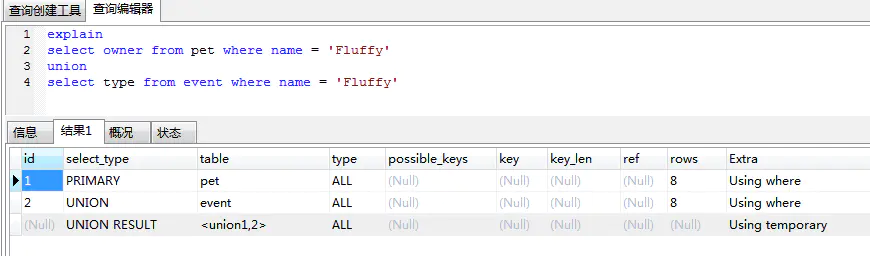 查询创建工具 查询编辑器
1 explain
2 select owner from pet where name = 'Fluffy'
3 union
4 select type from event where name = 'Fluffy'
信息 结果1 概况 状态
id select_type table type possible_keys key key_len ref rows Extra
1 PRIMARY pet ALL (Null) (Null) (Null) (Null) 8 Using where
2 UNION event ALL (Null) (Null) (Null) (Null) 8 Using where
(Null) UNION RESULT <union1,2> ALL (Null) (Null) (Null) (Null) (Null) Using temporary